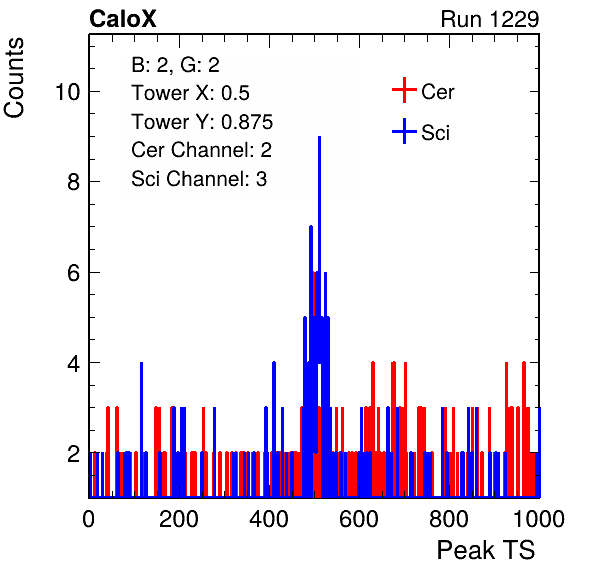 CaloX Run 1229
Counts
B: 2, G: 2
Tower X: 0.5
Tower Y: 0.875
Cer Channel: 2
Sci Channel: 3
Cer
Sci
10
8
6
4
2
0 200 400 600 800 1000
Peak TS